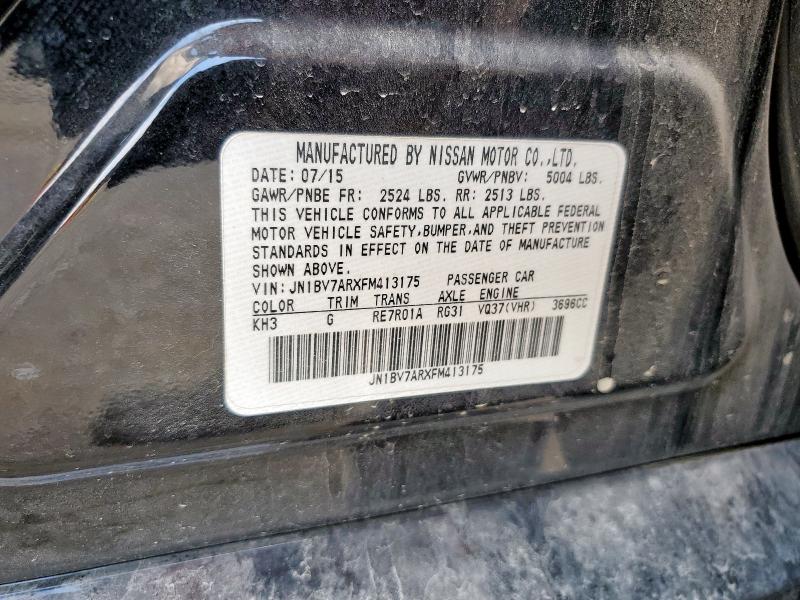 MANUFACTURED BY NISSAN MOTOR CO.,LTD.
DATE: 07/15 GVWR/PNBV: 5004 LBS.
GAWR/PNBE FR: 2524 LBS. RR: 2513 LBS.
THIS VEHICLE CONFORMS TO ALL APPLICABLE FEDERAL
MOTOR VEHICLE SAFETY,BUMPER,AND THEFT PREVENTION
STANDARDS IN EFFECT ON THE DATE OF MANUFACTURE
SHOWN ABOVE.
VIN:JN1BV7ARXFM413175 PASSENGER CAR
COLOR TRIM TRANS AXLE ENGINE
KH3 G RE7R01A RG31 VQ37(VHR) 3696CC
JN1BV7ARXFM413175